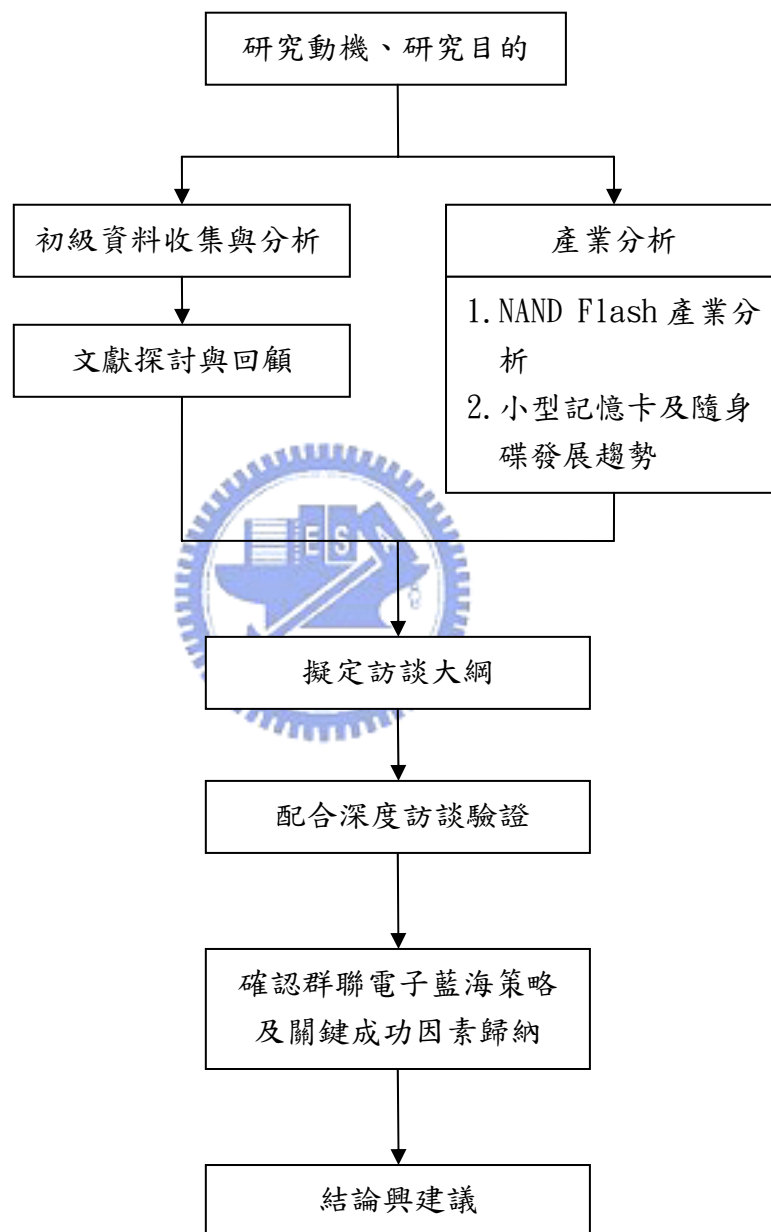 研究動機、研究目的
初級資料收集與分析
文獻探討與回顧
產業分析
1.NAND Flash 產業分
析
2.小型記憶卡及隨身
碟發展趨勢
ESA
擬定訪談大綱
配合深度訪談驗證
確認群聯電子藍海策略
及關鍵成功因素歸納
結論興建議